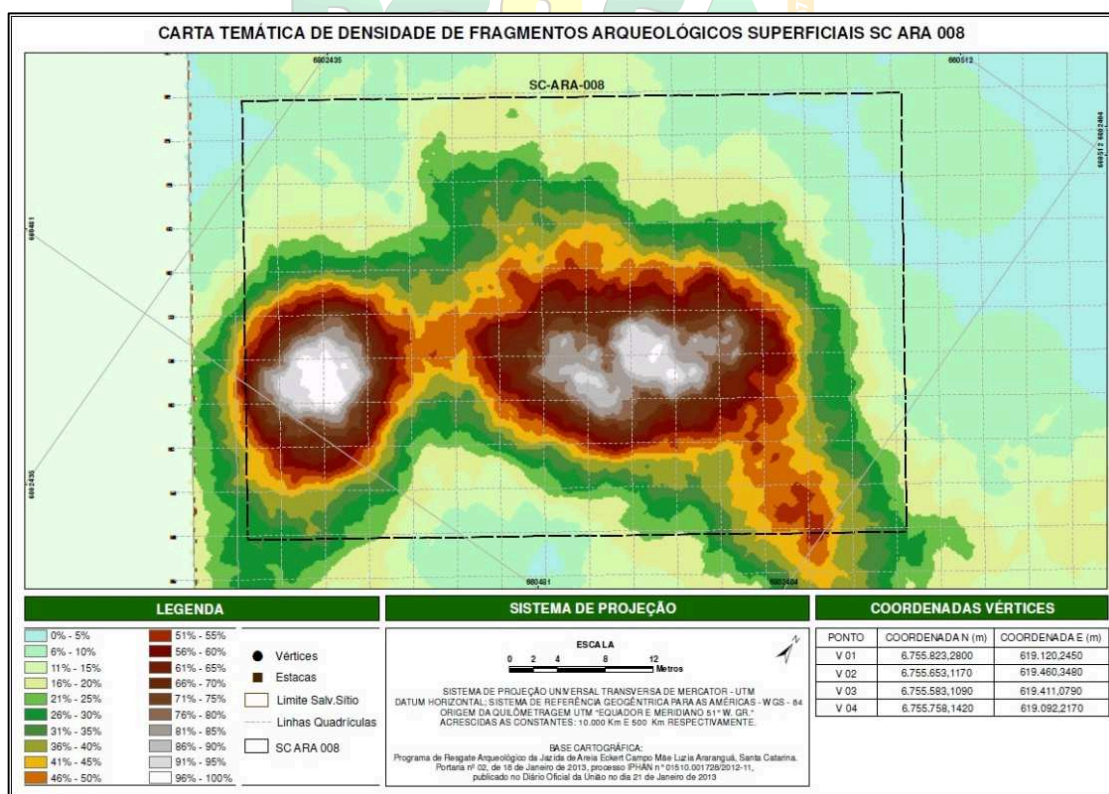 CARTA TEMÁTICA DE DENSIDADE DE FRAGMENTOS ARQUEOLÓGICOS SUPERFICIAIS SC ARA 008
6802435
660512
SC-ARA-008
6802484
660512
660481
6802435
660481
6802484
LEGENDA
0% - 5%
6% - 10%
11% - 15%
16% - 20%
21% - 25%
26% - 30%
31% - 35%
36% - 40%
41% - 45%
46% - 50%
51% - 55%
56% - 60%
61% - 65%
66% - 70%
71% - 75%
76% - 80%
81% - 85%
86% - 90%
91% - 95%
96% - 100%
Vértices
Estacas
Limite Salv.Sítio
Linhas Quadrículas
SC ARA 008
SISTEMA DE PROJEÇÃO
ESCALA
0 2 4 8 12
Metros
N
SISTEMA DE PROJEÇÃO UNIVERSAL TRANSVERSA DE MERCATOR - UTM
DATUM HORIZONTAL: SISTEMA DE REFERÊNCIA GEOGÊNTRICA PARA AS AMÉRICAS - WGS - 84
ORIGEM DA QUILÔMETRAGEM UTM "EQUADOR E MERIDIANO 51° W. GR."
ACRESCIDAS AS CONSTANTES: 10.000 Km E 500 Km RESPECTIVAMENTE.
BASE CARTOGRÁFICA:
Programa de Resgate Arqueológico da Jazida de Areia Eckert Campo Mãe Luzia Araranguá, Santa Catarina.
Portaria nº 02, de 18 de Janeiro de 2013, processo IPHAN n° 01510.001728/2012-11,
publicado no Diário Oficial da União no dia 21 de Janeiro de 2013
COORDENADAS VÉRTICES
PONTO COORDENADA N (m) COORDENADA E (m)
V 01 6.755.823,2800 619.120,2450
V 02 6.755.653,1170 619.460,3480
V 03 6.755.583,1090 619.411,0790
V 04 6.755.758,1420 619.092,2170